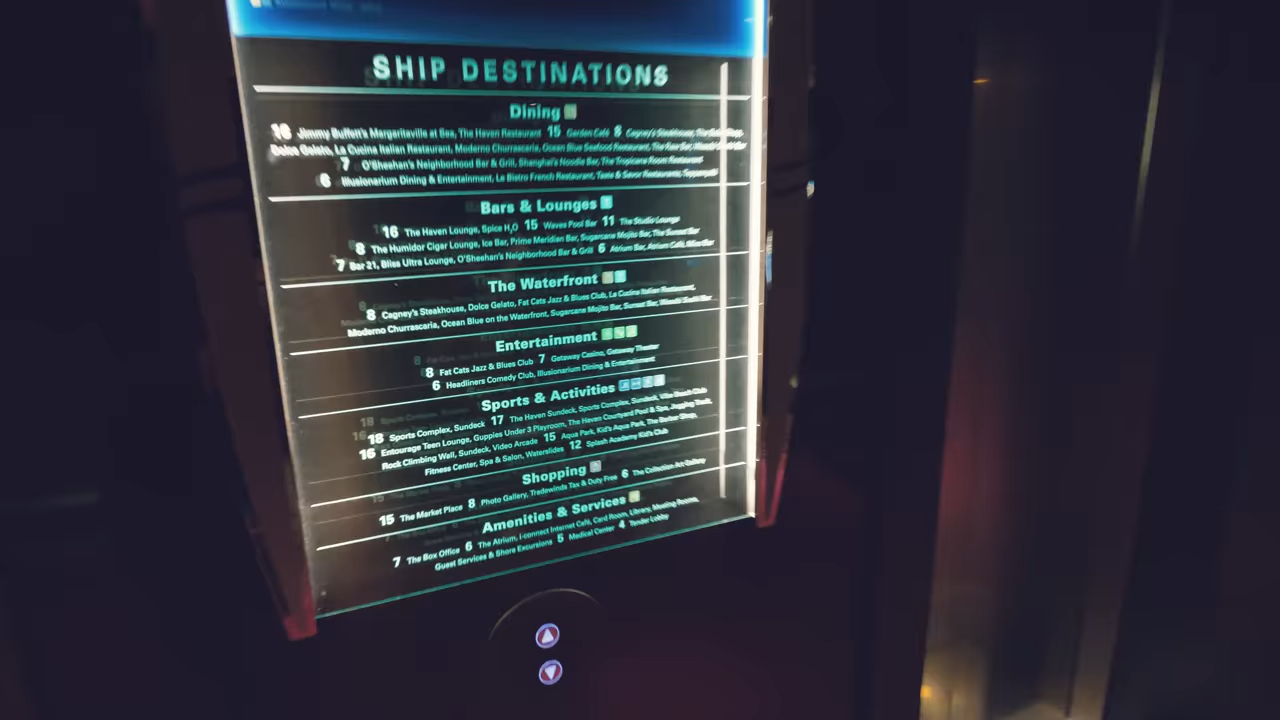 SHIP DESTINATIONS
Dining
16 Jimmy Buffett's Margaritaville at Sea, The Haven Restaurant 15 Garden Café 8 Cagney's Steakhouse, The
Dolce Gelato, La Cucina Italian Restaurant, Moderno Churrascaria, Ocean Blue Seafood Restaurant, The Raw Bar, Wasabi Sushi Bar
7 O'Sheehan's Neighborhood Bar & Grill, Shanghai's Noodle Bar, The Tropicana Room Restaurant
6 Illusionarium Dining & Entertainment, Le Bistro French Restaurant, Taste & Savor Restaurants, Teppanyaki
Bars & Lounges
16 The Haven Lounge, Spice H2O 15 Waves Pool Bar 11 The Studio Lounge
8 The Humidor Cigar Lounge, Ice Bar, Prime Meridian Bar, Sugarcane Mojito Bar, The Sunset Bar
7 Bar 21, Bliss Ultra Lounge, O'Sheehan's Neighborhood Bar & Grill 6 Atrium Bar, Atrium Café, Mixx Bar
The Waterfront
8 Cagney's Steakhouse, Dolce Gelato, Fat Cats Jazz & Blues Club, La Cucina Italian Restaurant,
Moderno Churrascaria, Ocean Blue on the Waterfront, Sugarcane Mojito Bar, Sunset Bar, Wasabi Sushi Bar
Entertainment
8 Fat Cats Jazz & Blues Club 7 Getaway Casino, Getaway Theater
6 Headliners Comedy Club, Illusionarium Dining & Entertainment
Sports & Activities
18 Sports Complex, Sundeck 17 The Haven Sundeck, Sports Complex, Sundeck, Vibe Beach Club
16 Entourage Teen Lounge, Guppies Under 3 Playroom, The Haven Courtyard Pool & Spa, Jogging Track,
Rock Climbing Wall, Sundeck, Video Arcade 15 Aqua Park, Kid's Aqua Park, The Barber Shop,
Fitness Center, Spa & Salon, Waterslides 12 Splash Academy Kid's Club
Shopping
15 The Market Place 8 Photo Gallery, Tradewinds Tax & Duty Free 6 The Collection Art Gallery
Amenities & Services
7 The Box Office 6 The Atrium, i-connect Internet Café, Card Room, Library, Meeting Rooms,
Guest Services & Shore Excursions 5 Medical Center 4 Tender Lobby